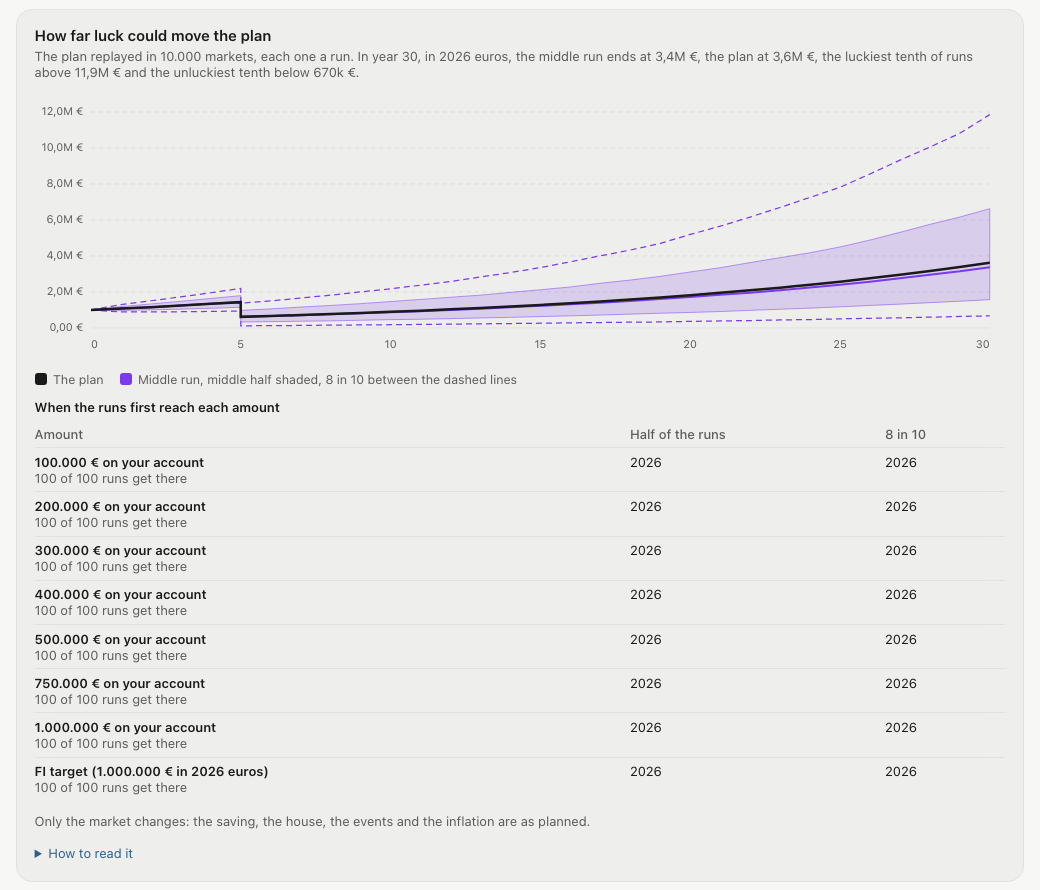 How far luck could move the plan
The plan replayed in 10.000 markets, each one a run. In year 30, in 2026 euros, the middle run ends at 3,4M €, the plan at 3,6M €, the luckiest tenth of runs
above 11,9M € and the unluckiest tenth below 670k €.
12,0M €
10,0M €
8,0M €
6,0M €
4,0M €
2,0M €
0,00 €
0 5 10 15 20 25 30
The plan Middle run, middle half shaded, 8 in 10 between the dashed lines
When the runs first reach each amount
Amount Half of the runs 8 in 10
100.000 € on your account 2026 2026
100 of 100 runs get there
200.000 € on your account 2026 2026
100 of 100 runs get there
300.000 € on your account 2026 2026
100 of 100 runs get there
400.000 € on your account 2026 2026
100 of 100 runs get there
500.000 € on your account 2026 2026
100 of 100 runs get there
750.000 € on your account 2026 2026
100 of 100 runs get there
1.000.000 € on your account 2026 2026
100 of 100 runs get there
FI target (1.000.000 € in 2026 euros) 2026 2026
100 of 100 runs get there
Only the market changes: the saving, the house, the events and the inflation are as planned.
How to read it